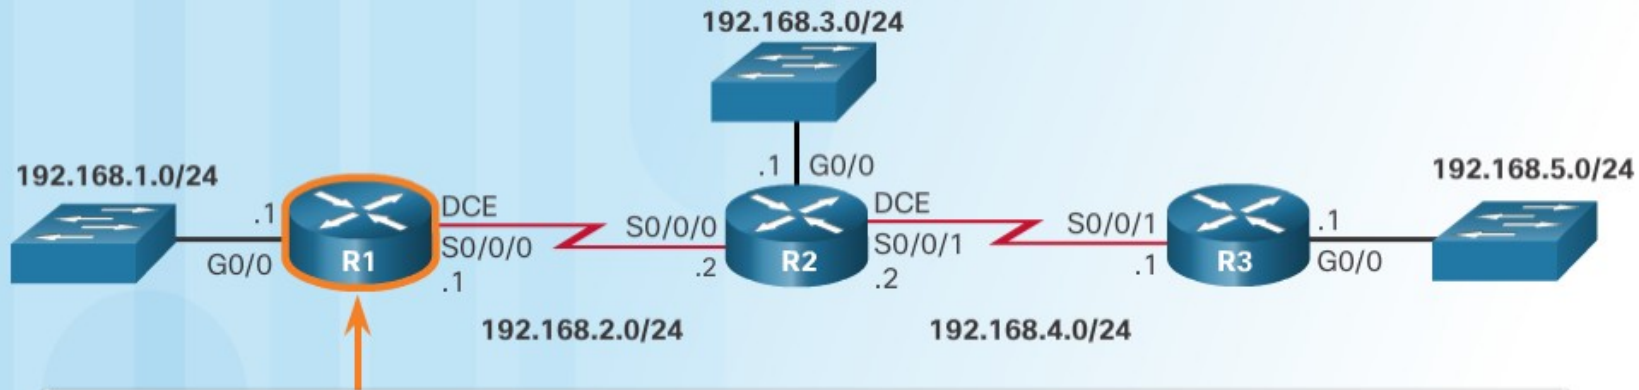 192.168.3.0/24
192.168.1.0/24
.1
G0/0
R1
DCE
S0/0/0
.1
192.168.2.0/24
S0/0/0
.2
.1 G0/0
R2
DCE
S0/0/1
.2
192.168.4.0/24
S0/0/1
.1
R3
.1
G0/0
192.168.5.0/24